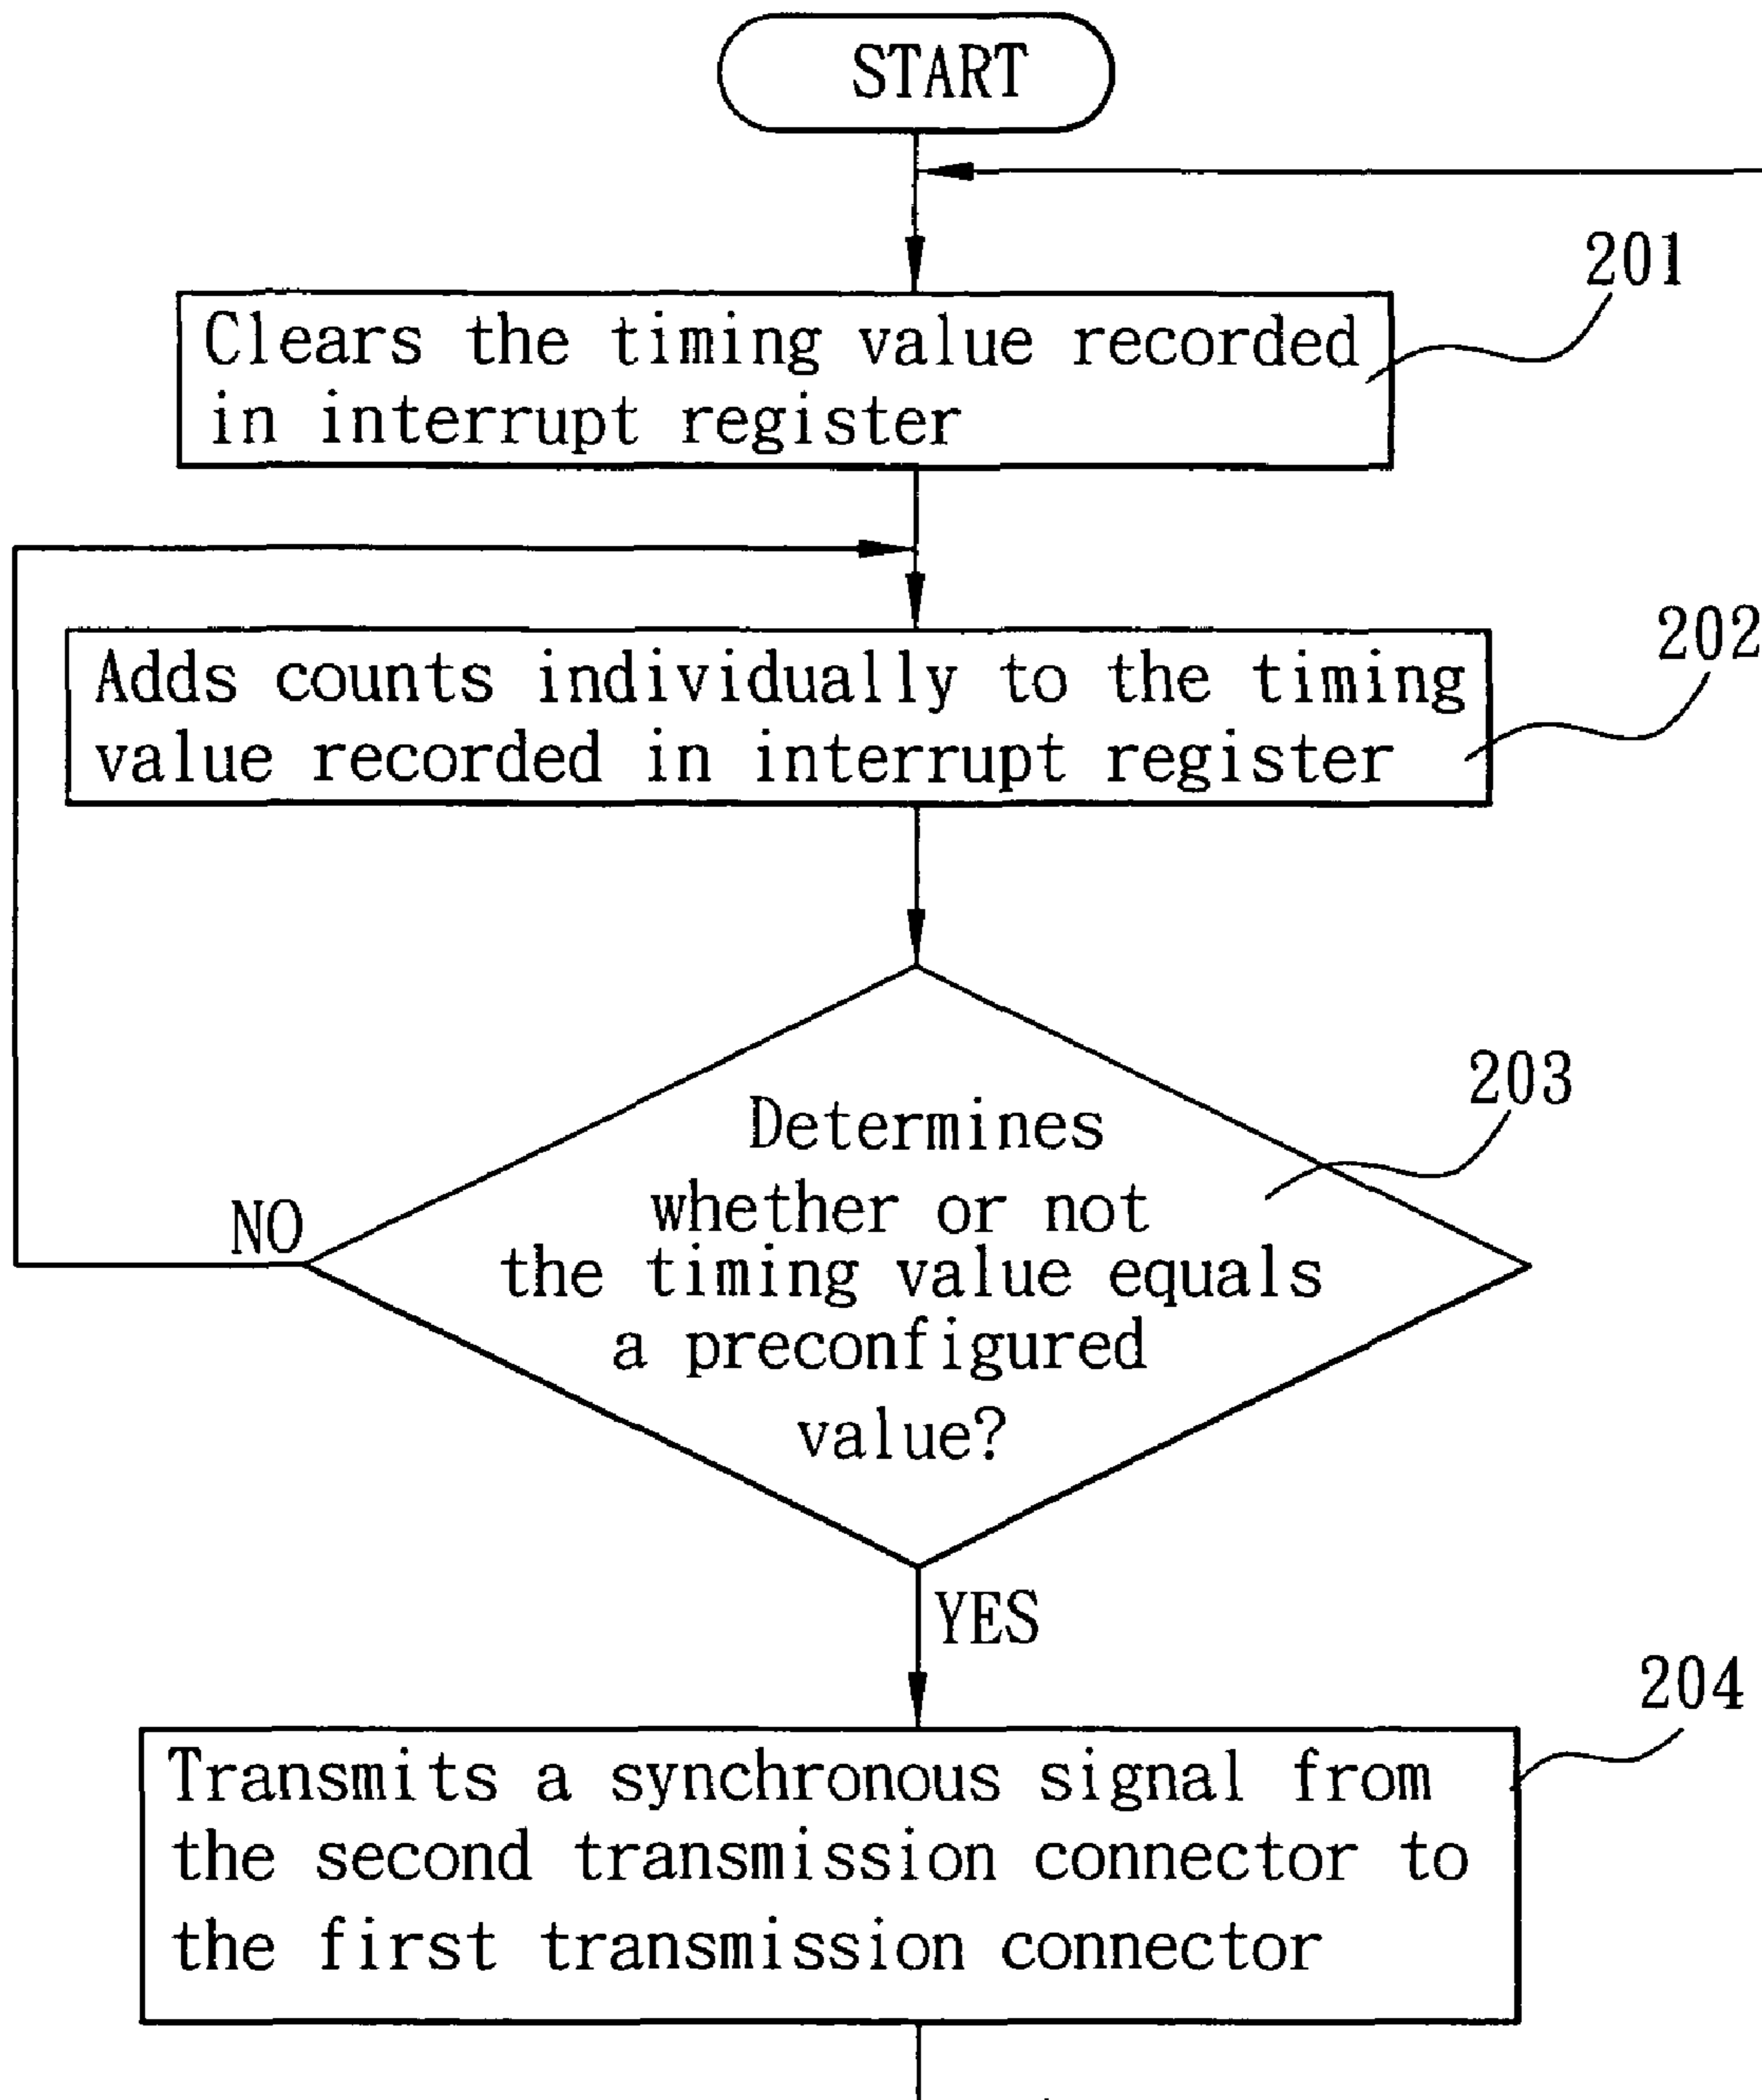 START
201
Clears the timing value recorded
in interrupt register
202
Adds counts individually to the timing
value recorded in interrupt register
203
Determines
whether or not
the timing value equals
a preconfigured
value?
NO
YES
204
Transmits a synchronous signal from
the second transmission connector to
the first transmission connector